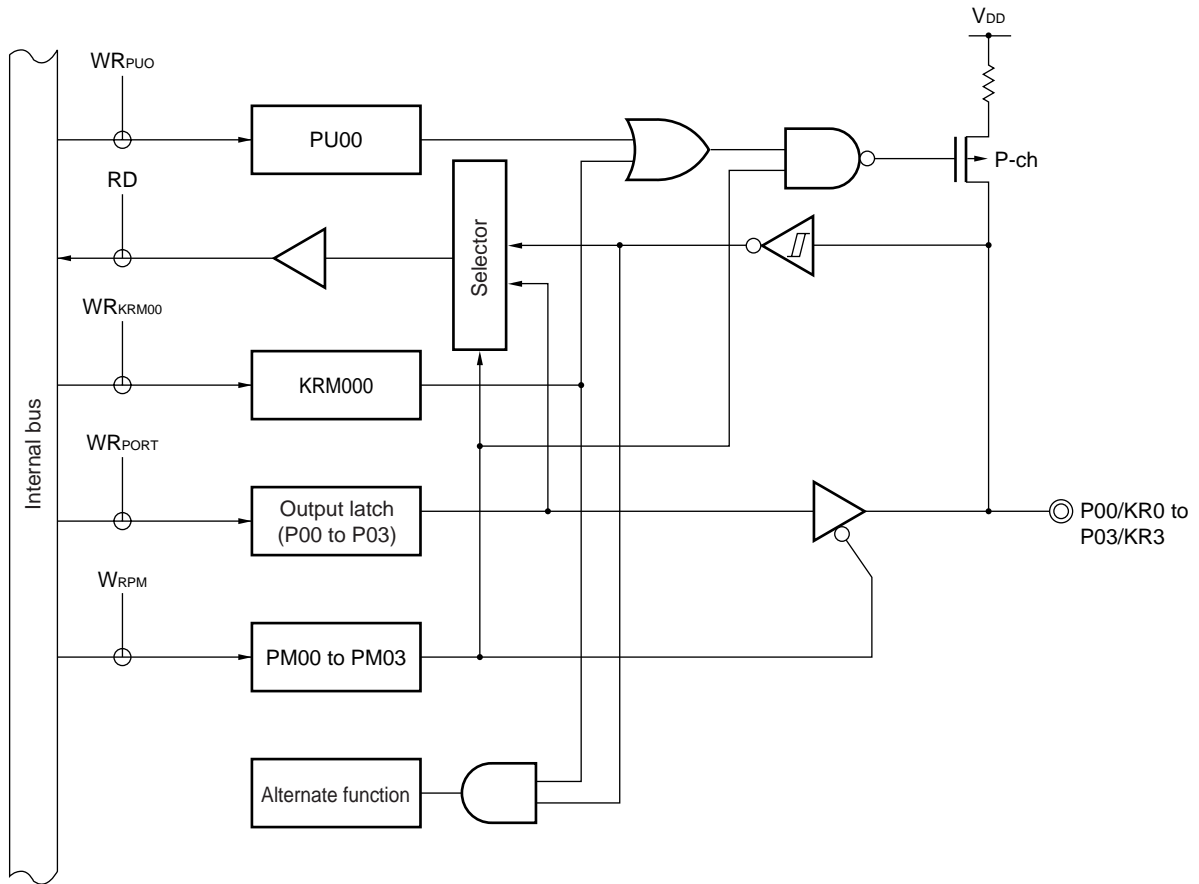 VDD
WRPUO
PU00
P-ch
RD
Selector
WRKRM00
KRM000
Internal bus
WRPORT
Output latch
(P00 to P03)
P00/KR0 to
P03/KR3
WRPM
PM00 to PM03
Alternate function